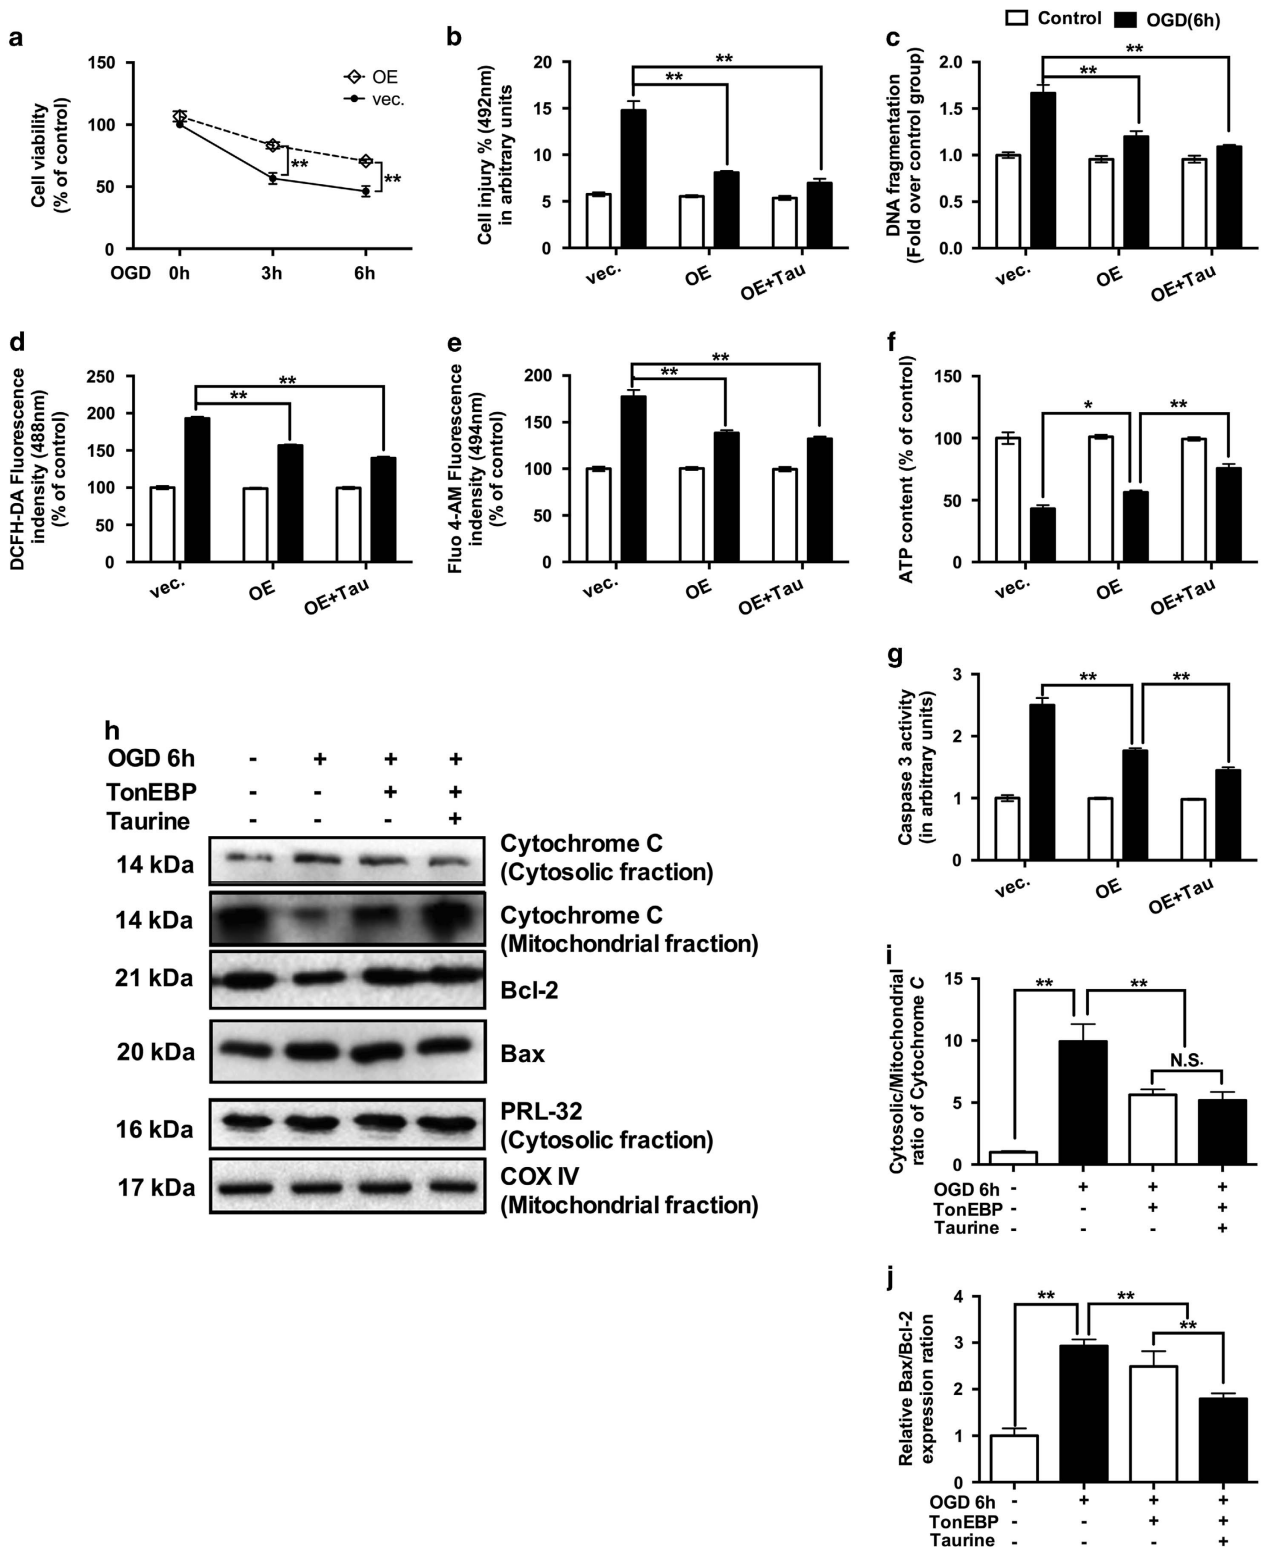 Control OGD(6h)
a
Cell viability
(% of control)
150
100
50
0
OE
vec.
**
**
OGD 0h 3h 6h
b
Cell injury % (492nm)
in arbitrary units
20
15
10
5
0
**
**
vec. OE OE+Tau
c
DNA fragmentation
(Fold over control group)
2.0
1.5
1.0
0.5
0.0
**
**
vec. OE OE+Tau
d
DCFH-DA Fluorescence
indensity (488nm)
(% of control)
250
200
150
100
50
0
**
**
vec. OE OE+Tau
e
Fluo 4-AM Fluorescence
indensity (494nm)
(% of control)
200
150
100
50
0
**
**
vec. OE OE+Tau
f
ATP content (% of control)
150
100
50
0
* **
vec. OE OE+Tau
g
Caspase 3 activity
(in arbitrary units)
3
2
1
0
** **
vec. OE OE+Tau
h
OGD 6h - + + +
TonEBP - - + +
Taurine - - - +
14 kDa Cytochrome C
(Cytosolic fraction)
14 kDa Cytochrome C
(Mitochondrial fraction)
21 kDa Bcl-2
20 kDa Bax
16 kDa PRL-32
(Cytosolic fraction)
17 kDa COX IV
(Mitochondrial fraction)
i
Cytosolic/Mitochondrial
ratio of Cytochrome C
15
10
5
0
** **
N.S.
OGD 6h - + + +
TonEBP - - + +
Taurine - - - +
j
Relative Bax/Bcl-2
expression ration
4
3
2
1
0
** **
**
OGD 6h - + + +
TonEBP - - + +
Taurine - - - +